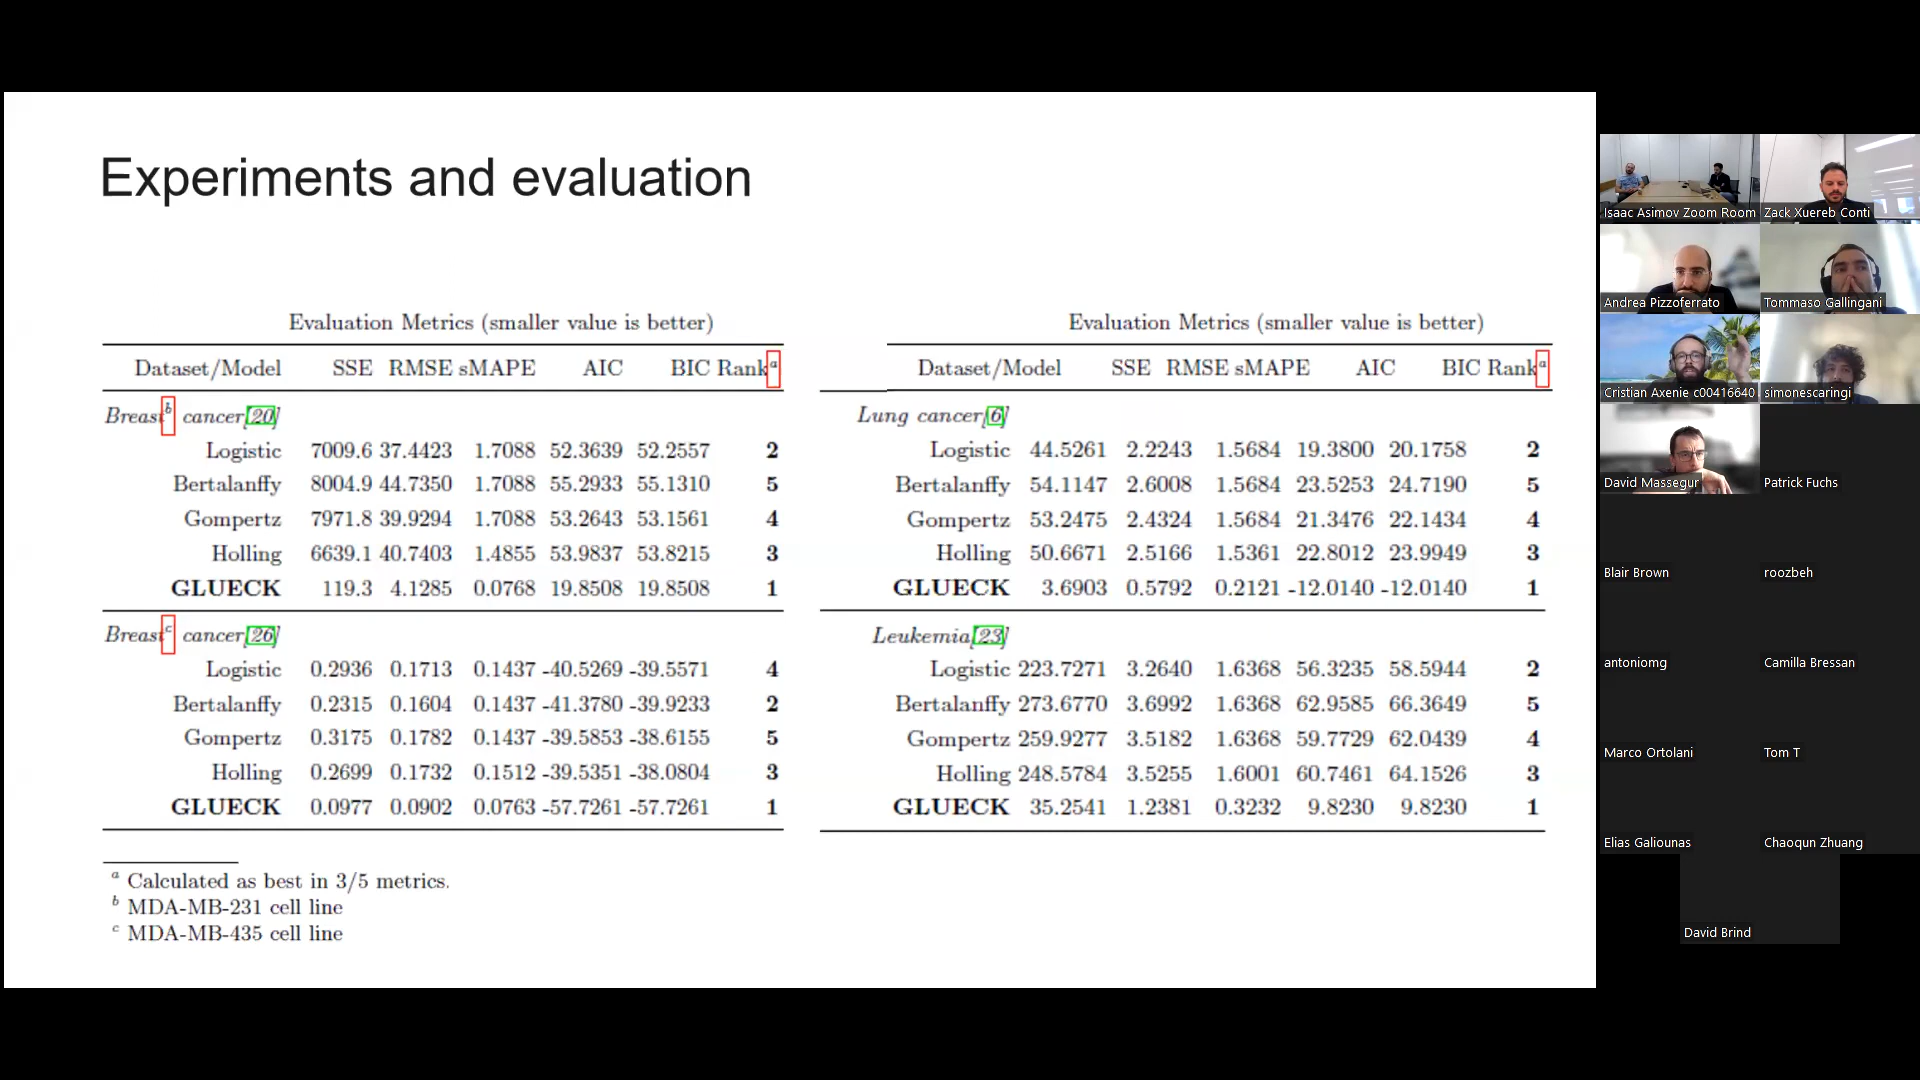 Experiments and evaluation
Evaluation Metrics (smaller value is better)
Dataset/Model SSE RMSE sMAPE AIC BIC Rank a
Breast b cancer[20]
Logistic 7009.6 37.4423 1.7088 52.3639 52.2557 2
Bertalanffy 8004.9 44.7350 1.7088 55.2933 55.1310 5
Gompertz 7971.8 39.9294 1.7088 53.2643 53.1561 4
Holling 6639.1 40.7403 1.4855 53.9837 53.8215 3
GLUECK 119.3 4.1285 0.0768 19.8508 19.8508 1
Breast c cancer[26]
Logistic 0.2936 0.1713 0.1437 -40.5269 -39.5571 4
Bertalanffy 0.2315 0.1604 0.1437 -41.3780 -39.9233 2
Gompertz 0.3175 0.1782 0.1437 -39.5853 -38.6155 5
Holling 0.2699 0.1732 0.1512 -39.5351 -38.0804 3
GLUECK 0.0977 0.0902 0.0763 -57.7261 -57.7261 1
a Calculated as best in 3/5 metrics.
b MDA-MB-231 cell line
c MDA-MB-435 cell line
Evaluation Metrics (smaller value is better)
Dataset/Model SSE RMSE sMAPE AIC BIC Rank a
Lung cancer[6]
Logistic 44.5261 2.2243 1.5684 19.3800 20.1758 2
Bertalanffy 54.1147 2.6008 1.5684 23.5253 24.7190 5
Gompertz 53.2475 2.4324 1.5684 21.3476 22.1434 4
Holling 50.6671 2.5166 1.5361 22.8012 23.9949 3
GLUECK 3.6903 0.5792 0.2121 -12.0140 -12.0140 1
Leukemia[23]
Logistic 223.7271 3.2640 1.6368 56.3235 58.5944 2
Bertalanffy 273.6770 3.6992 1.6368 62.9585 66.3649 5
Gompertz 259.9277 3.5182 1.6368 59.7729 62.0439 4
Holling 248.5784 3.5255 1.6001 60.7461 64.1526 3
GLUECK 35.2541 1.2381 0.3232 9.8230 9.8230 1
Isaac Asimov Zoom Room
Zack Xuereb Conti
Andrea Pizzoferrato
Tommaso Gallingani
Cristian Axenie c00416640
simonescaringi
David Massegur
Patrick Fuchs
Blair Brown
roozbeh
antoniomg
Camilla Bressan
Marco Ortolani
Tom T
Elias Galiounas
Chaoqun Zhuang
David Brind